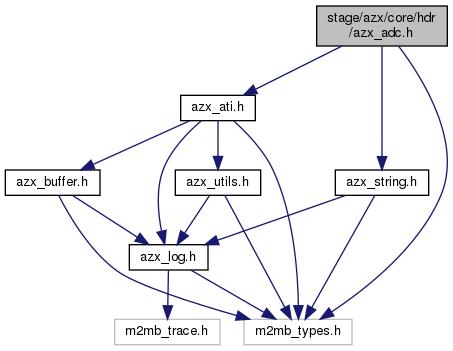 stage/azx/core/hdr
/azx_adc.h
azx_ati.h
azx_buffer.h
azx_utils.h
azx_string.h
azx_log.h
m2mb_trace.h
m2mb_types.h